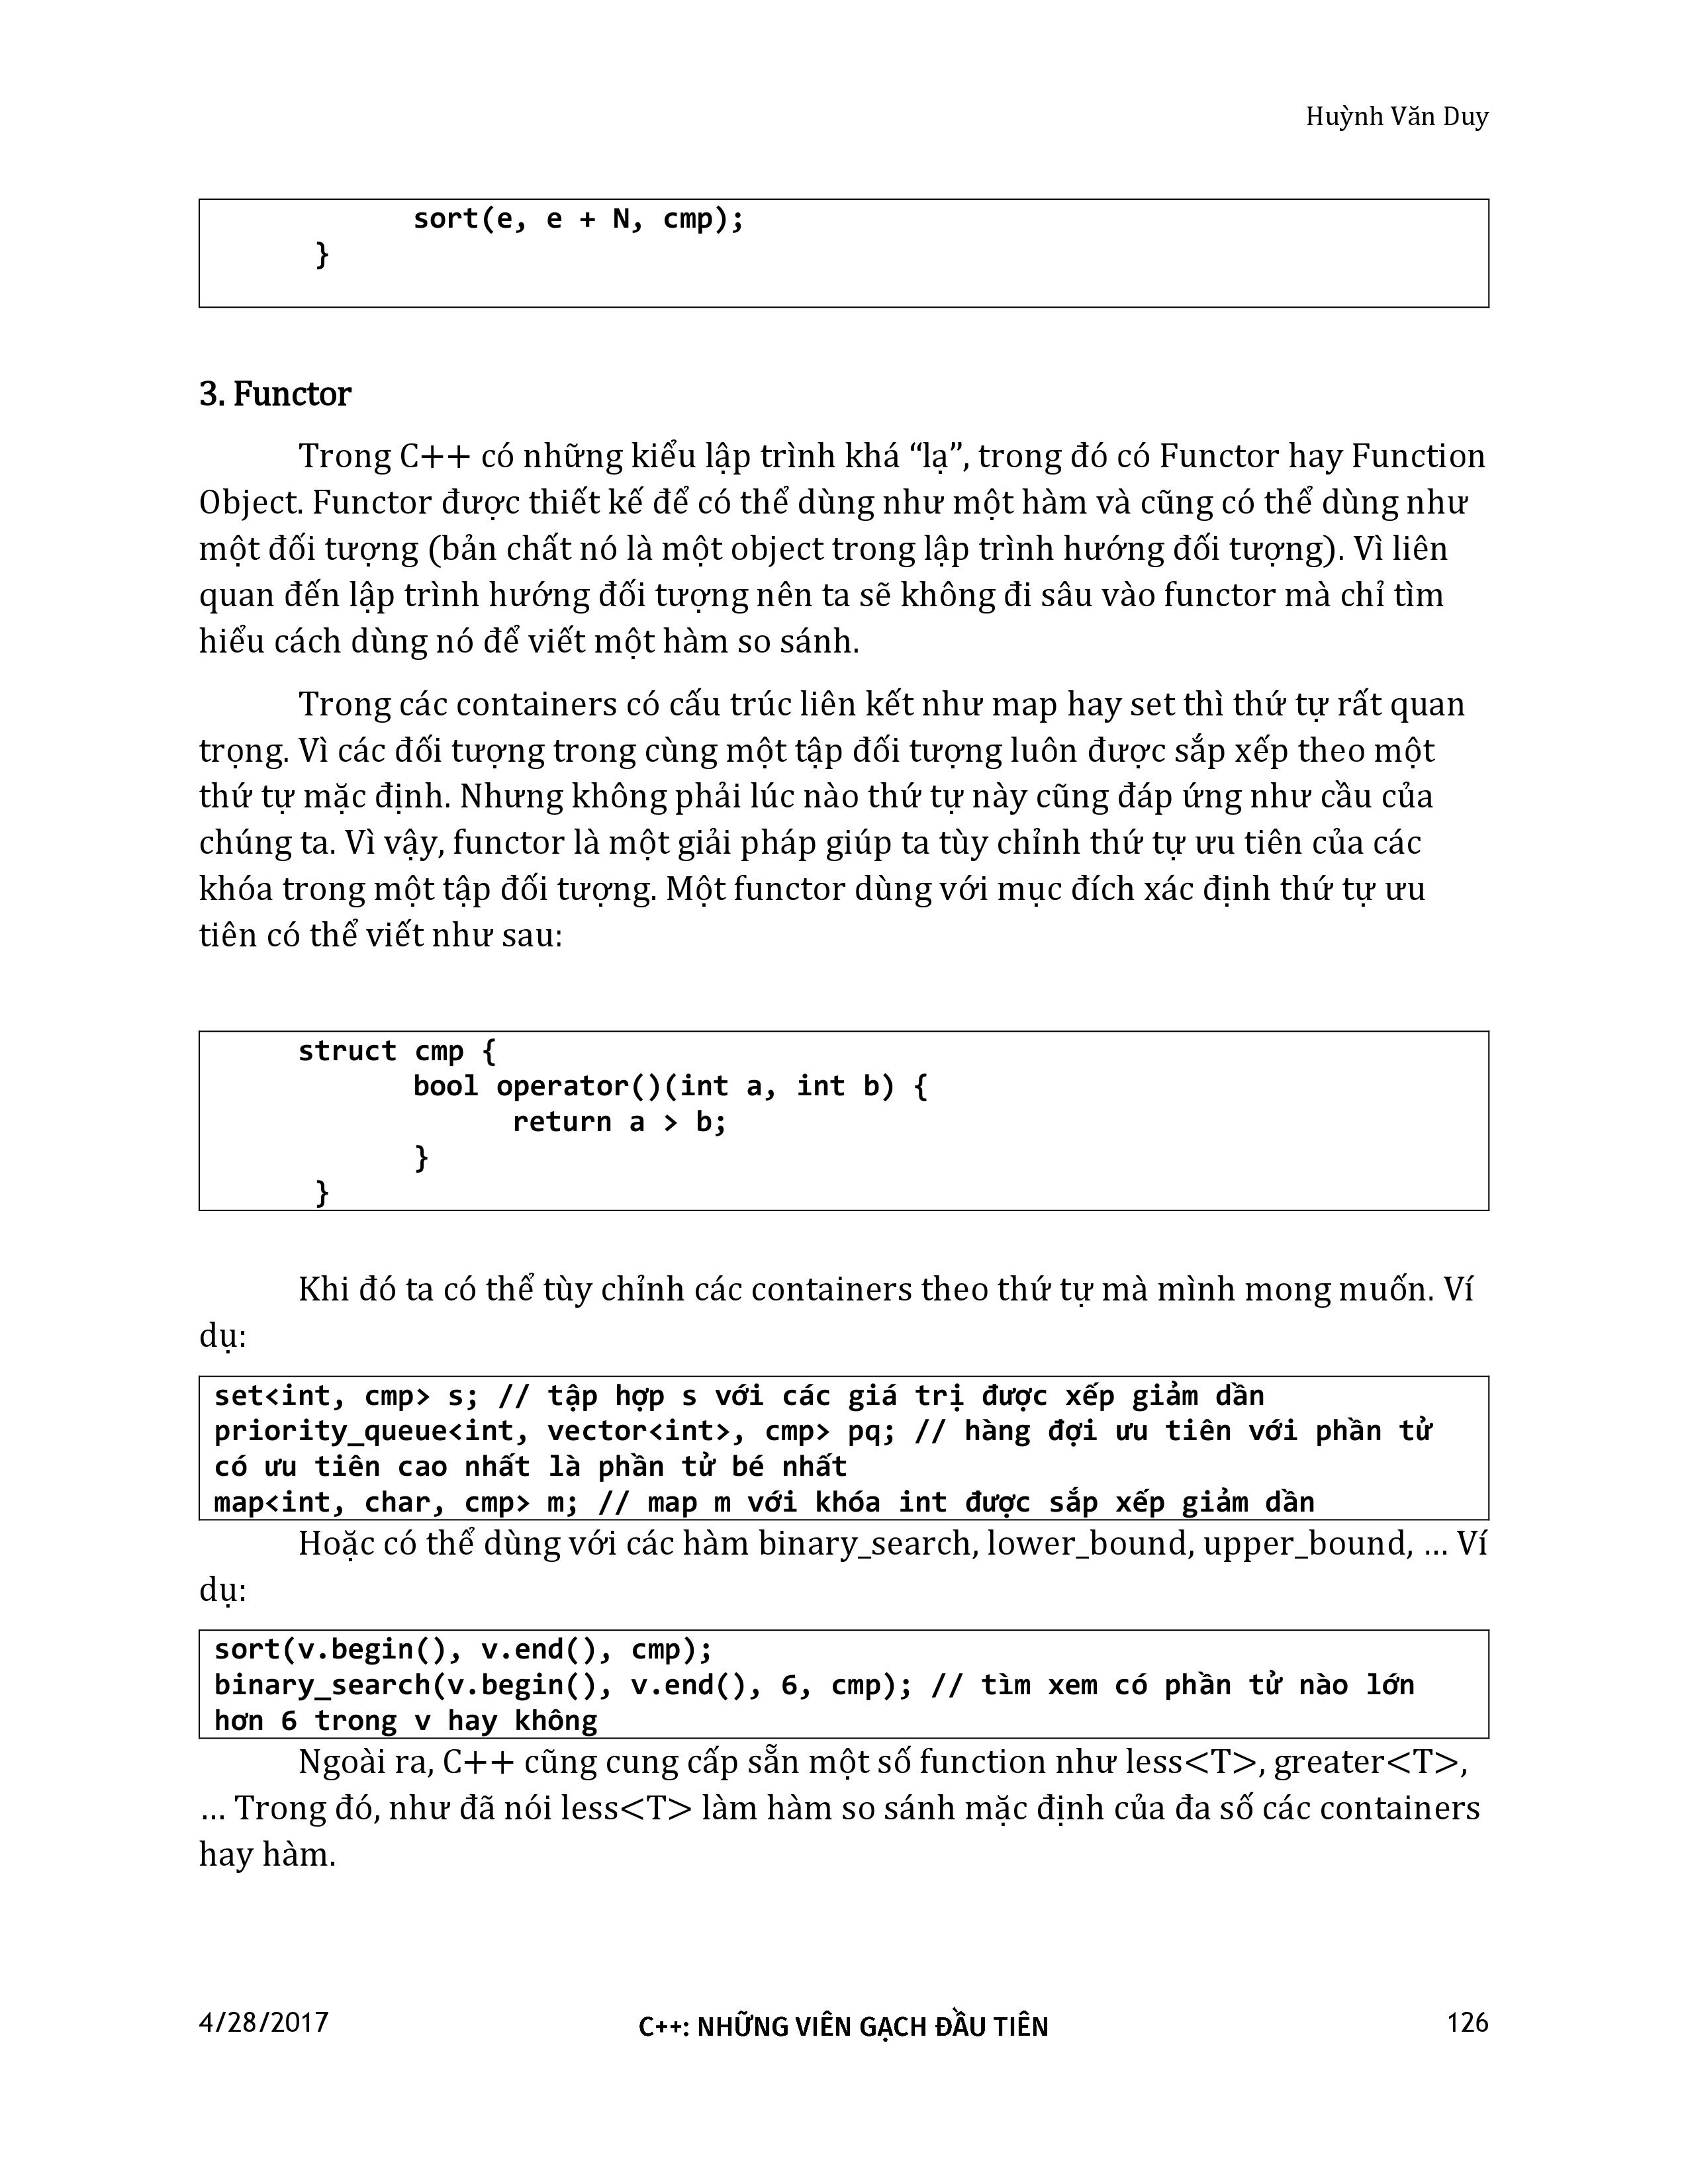 Huỳnh Văn Duy
sort(e, e + N, cmp);
}
3. Functor
Trong C++ có những kiểu lập trình khá “lạ”, trong đó có Functor hay Function
Object. Functor được thiết kế để có thể dùng như một hàm và cũng có thể dùng như
một đối tượng (bản chất nó là một object trong lập trình hướng đối tượng). Vì liên
quan đến lập trình hướng đối tượng nên ta sẽ không đi sâu vào functor mà chỉ tìm
hiểu cách dùng nó để viết một hàm so sánh.
Trong các containers có cấu trúc liên kết như map hay set thì thứ tự rất quan
trọng. Vì các đối tượng trong cùng một tập đối tượng luôn được sắp xếp theo một
thứ tự mặc định. Nhưng không phải lúc nào thứ tự này cũng đáp ứng như cầu của
chúng ta. Vì vậy, functor là một giải pháp giúp ta tùy chỉnh thứ tự ưu tiên của các
khóa trong một tập đối tượng. Một functor dùng với mục đích xác định thứ tự ưu
tiên có thể viết như sau:
struct cmp {
bool operator()(int a, int b) {
return a > b;
}
}
Khi đó ta có thể tùy chỉnh các containers theo thứ tự mà mình mong muốn. Ví
dụ:
set<int, cmp> s; // tập hợp s với các giá trị được xếp giảm dần
priority_queue<int, vector<int>, cmp> pq; // hàng đợi ưu tiên với phần tử
có ưu tiên cao nhất là phần tử bé nhất
map<int, char, cmp> m; // map m với khóa int được sắp xếp giảm dần
Hoặc có thể dùng với các hàm binary_search, lower_bound, upper_bound, … Ví
dụ:
sort(v.begin(), v.end(), cmp);
binary_search(v.begin(), v.end(), 6, cmp); // tìm xem có phần tử nào lớn
hơn 6 trong v hay không
Ngoài ra, C++ cũng cung cấp sẵn một số function như less<T>, greater<T>,
… Trong đó, như đã nói less<T> làm hàm so sánh mặc định của đa số các containers
hay hàm.
4/28/2017 C++: NHỮNG VIÊN GẠCH ĐẦU TIÊN 126